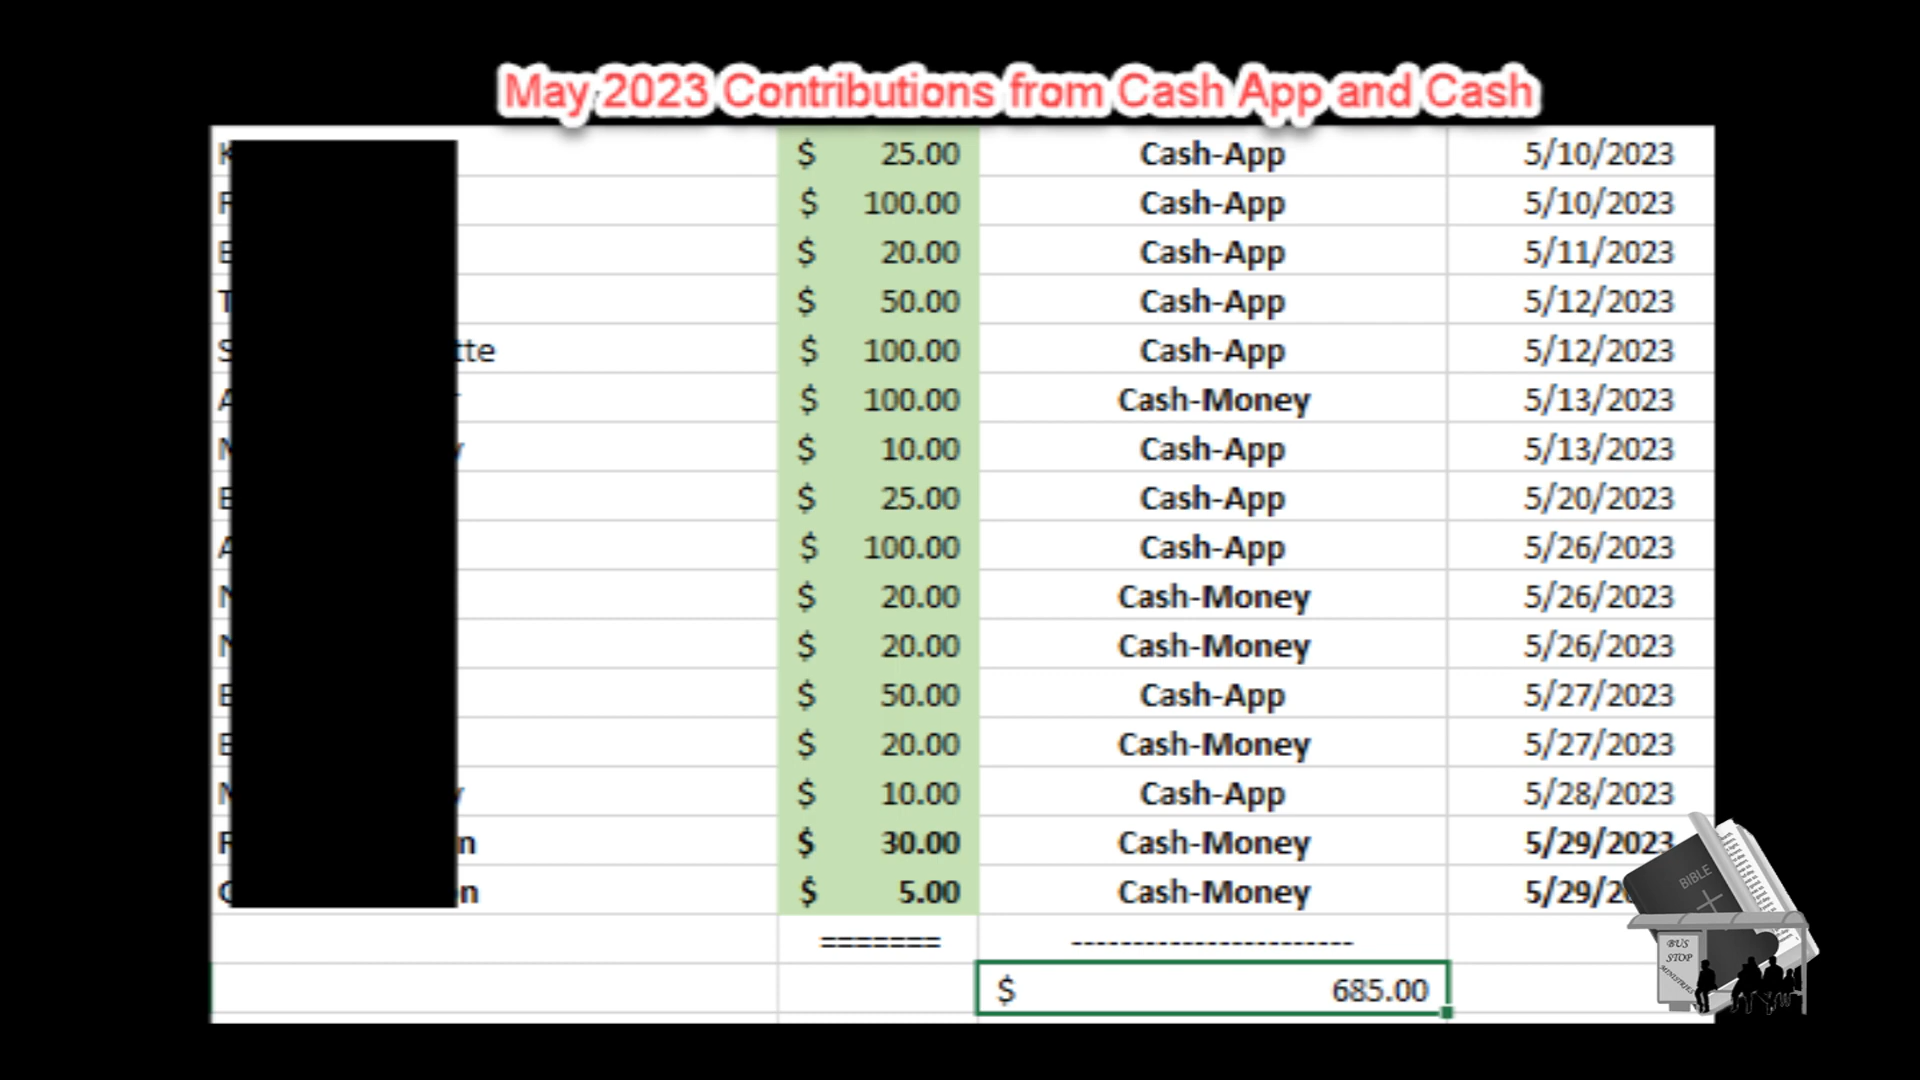 May 2023 Contributions from Cash App and Cash
K $ 25.00 Cash-App 5/10/2023
F $ 100.00 Cash-App 5/10/2023
E $ 20.00 Cash-App 5/11/2023
T $ 50.00 Cash-App 5/12/2023
S tte $ 100.00 Cash-App 5/12/2023
A $ 100.00 Cash-Money 5/13/2023
N y $ 10.00 Cash-App 5/13/2023
E $ 25.00 Cash-App 5/20/2023
A $ 100.00 Cash-App 5/26/2023
N $ 20.00 Cash-Money 5/26/2023
N $ 20.00 Cash-Money 5/26/2023
E $ 50.00 Cash-App 5/27/2023
E $ 20.00 Cash-Money 5/27/2023
N y $ 10.00 Cash-App 5/28/2023
F n $ 30.00 Cash-Money 5/29/2023
on $ 5.00 Cash-Money 5/29/2
======= -----------------------
$ 685.00
BIBLE
BUS
STOP
MINISTRIES